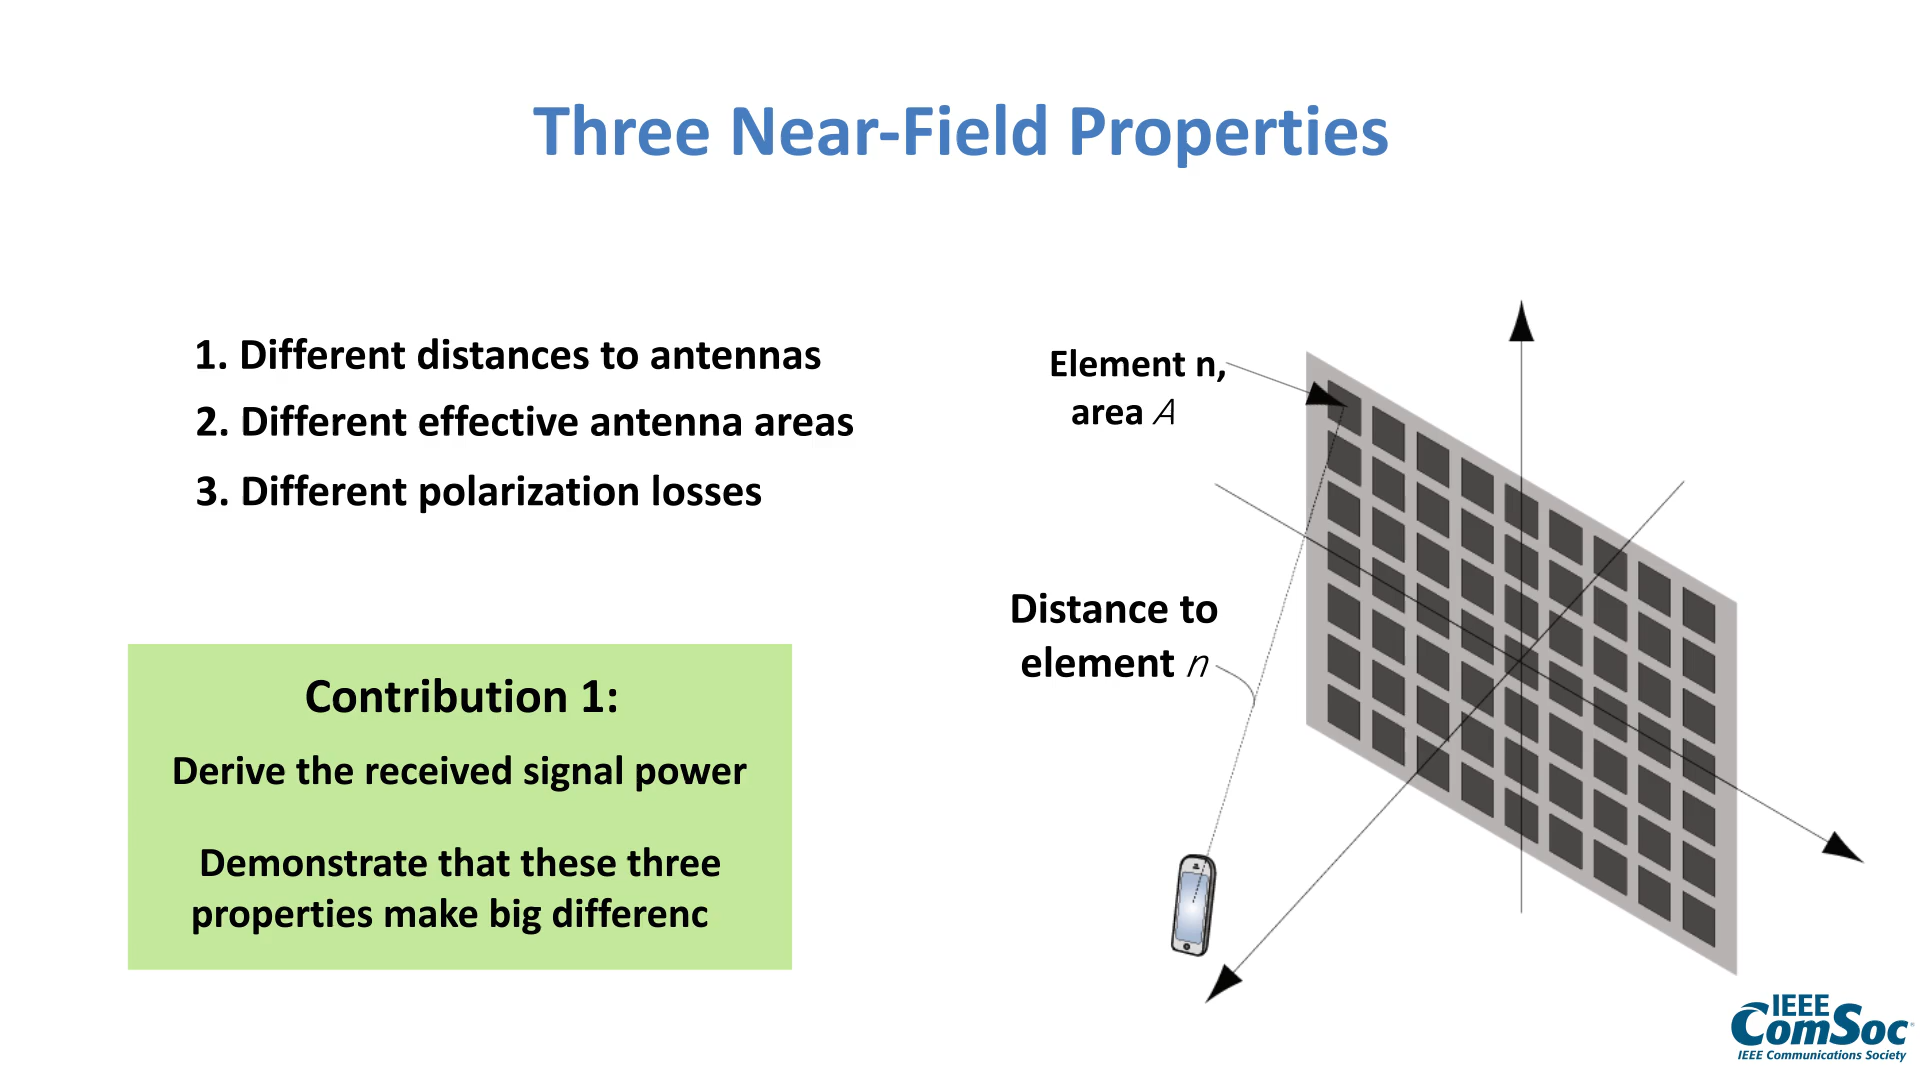 Three Near-Field Properties
1. Different distances to antennas
2. Different effective antenna areas
3. Different polarization losses
Contribution 1:
Derive the received signal power
Demonstrate that these three
properties make big differenc
Element n,
area A
Distance to
element n
IEEE
ComSoc
IEEE Communications Society